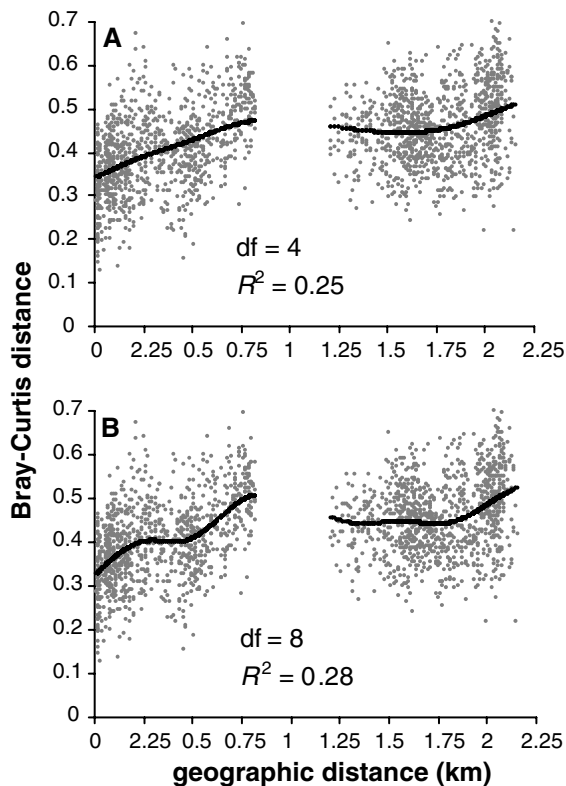 Bray-Curtis distance
A
0.7
0.6
0.5
0.4
0.3
0.2
0.1
0
df = 4
R² = 0.25
0 2.25 0.5 0.75 1 1.25 1.5 1.75 2 2.25
B
0.7
0.6
0.5
0.4
0.3
0.2
0.1
0
df = 8
R² = 0.28
0 2.25 0.5 0.75 1 1.25 1.5 1.75 2 2.25
geographic distance (km)